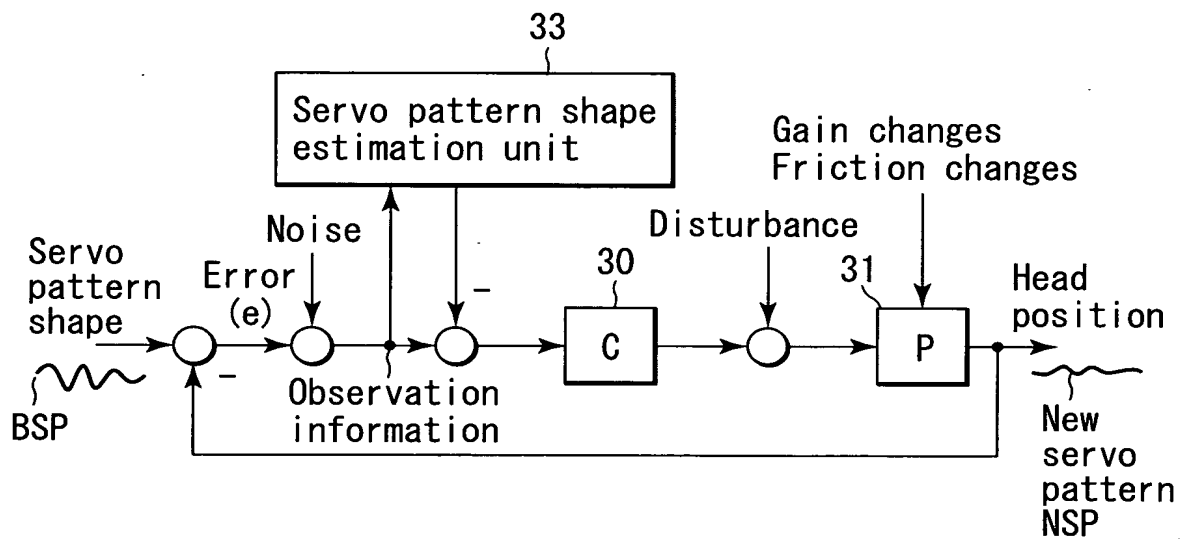 33
Servo pattern shape
estimation unit
Gain changes
Friction changes
Noise
Disturbance
Servo
pattern
shape
Error
(e)
–
30
31
Head
position
C
P
–
BSP
Observation
information
New
servo
pattern
NSP